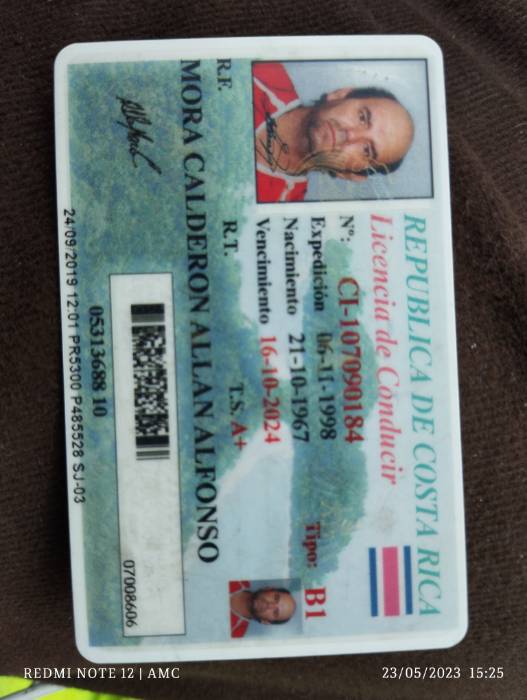 REPUBLICA DE COSTA RICA
Licencia de Conducir
Nº: CI-107090184
Expedición 06-11-1998
Nacimiento 21-10-1967
Vencimiento 16-10-2024
Tipo: B1
R.F. R.T. T.S. A+
MORA CALDERON ALLAN ALFONSO
07008606
05313688 10
24/09/2019 12:01 PR5300 P485528 SJ-03
REDMI NOTE 12 | AMC
23/05/2023 15:25